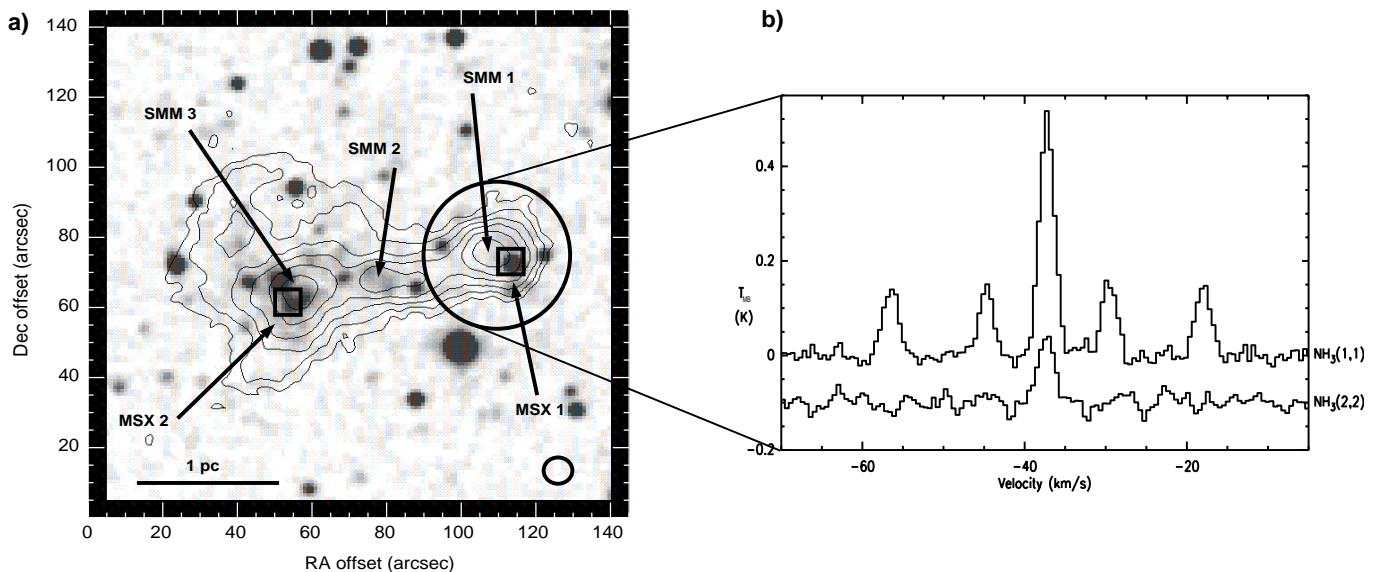 a)
b)
140
120
100
80
60
40
20
0
20
40
60
80
100
120
140
Dec offset (arcsec)
RA offset (arcsec)
SMM 1
SMM 3
SMM 2
MSX 2
MSX 1
1 pc
0.4
0.2
0
−0.2
T_MB
(K)
−60
−40
−20
Velocity (km/s)
NH3(1,1)
NH3(2,2)